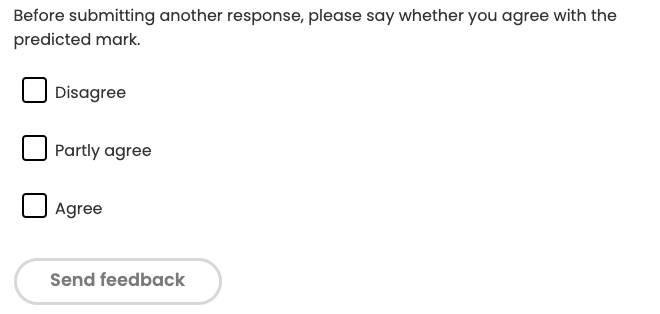 Before submitting another response, please say whether you agree with the
predicted mark.
Disagree
Partly agree
Agree
Send feedback